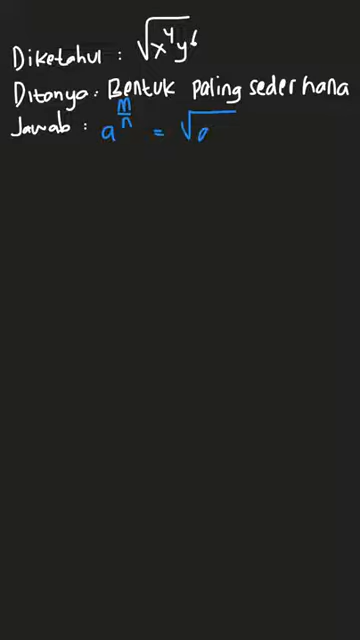 Diketahui : √x⁴y⁶
Ditanya : Bentuk paling sederhana
Jawab : a^(m/n) = √a